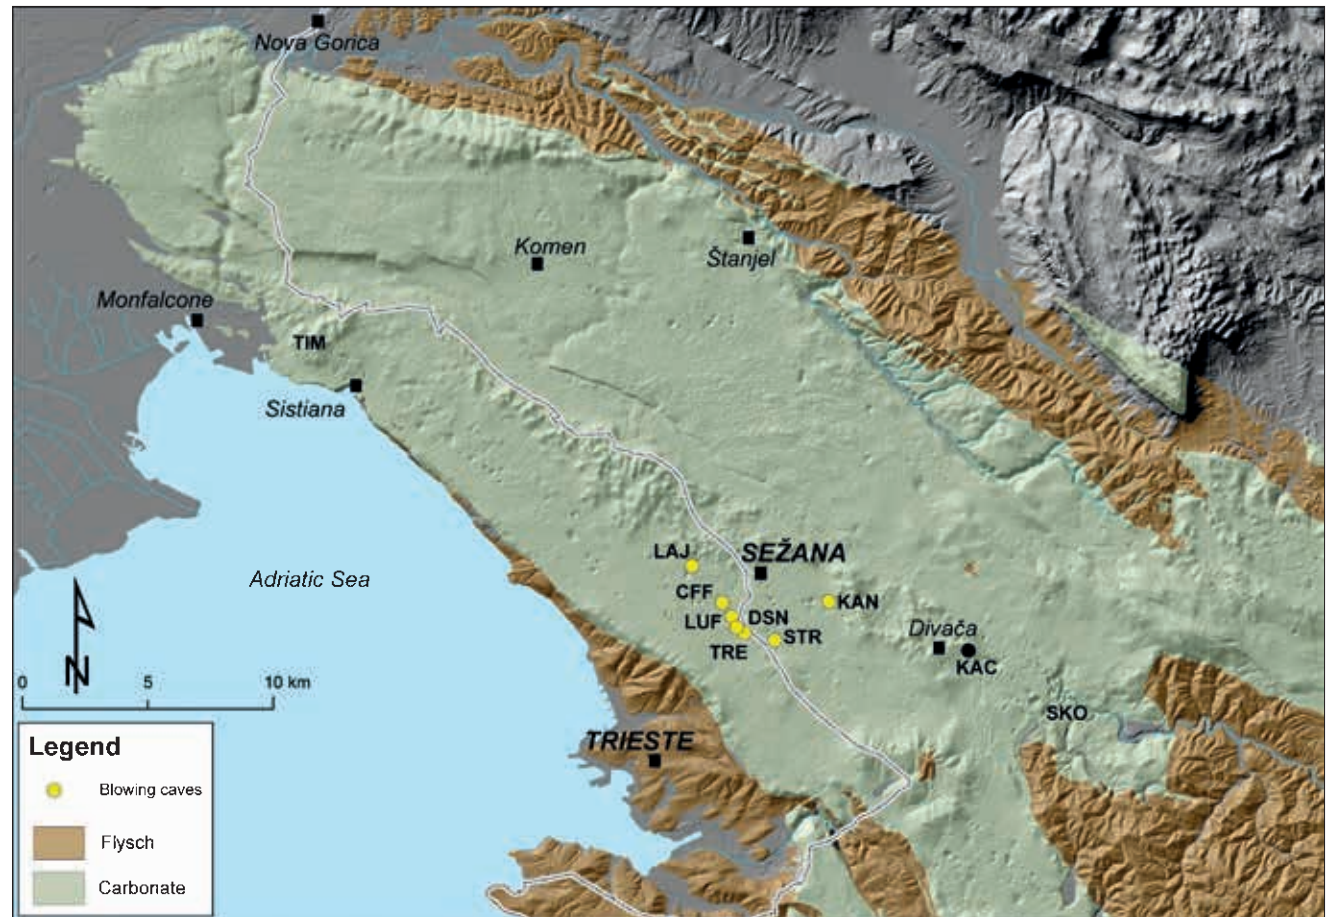 Nova Gorica
Komen
Štanjel
Monfalcone
TIM
Sistiana
LAJ
SEŽANA
Adriatic Sea
CFF
KAN
LUF
DSN
STR
Divača
TRE
KAC
N
0 5 10 km
SKO
TRIESTE
Legend
Blowing caves
Flysch
Carbonate